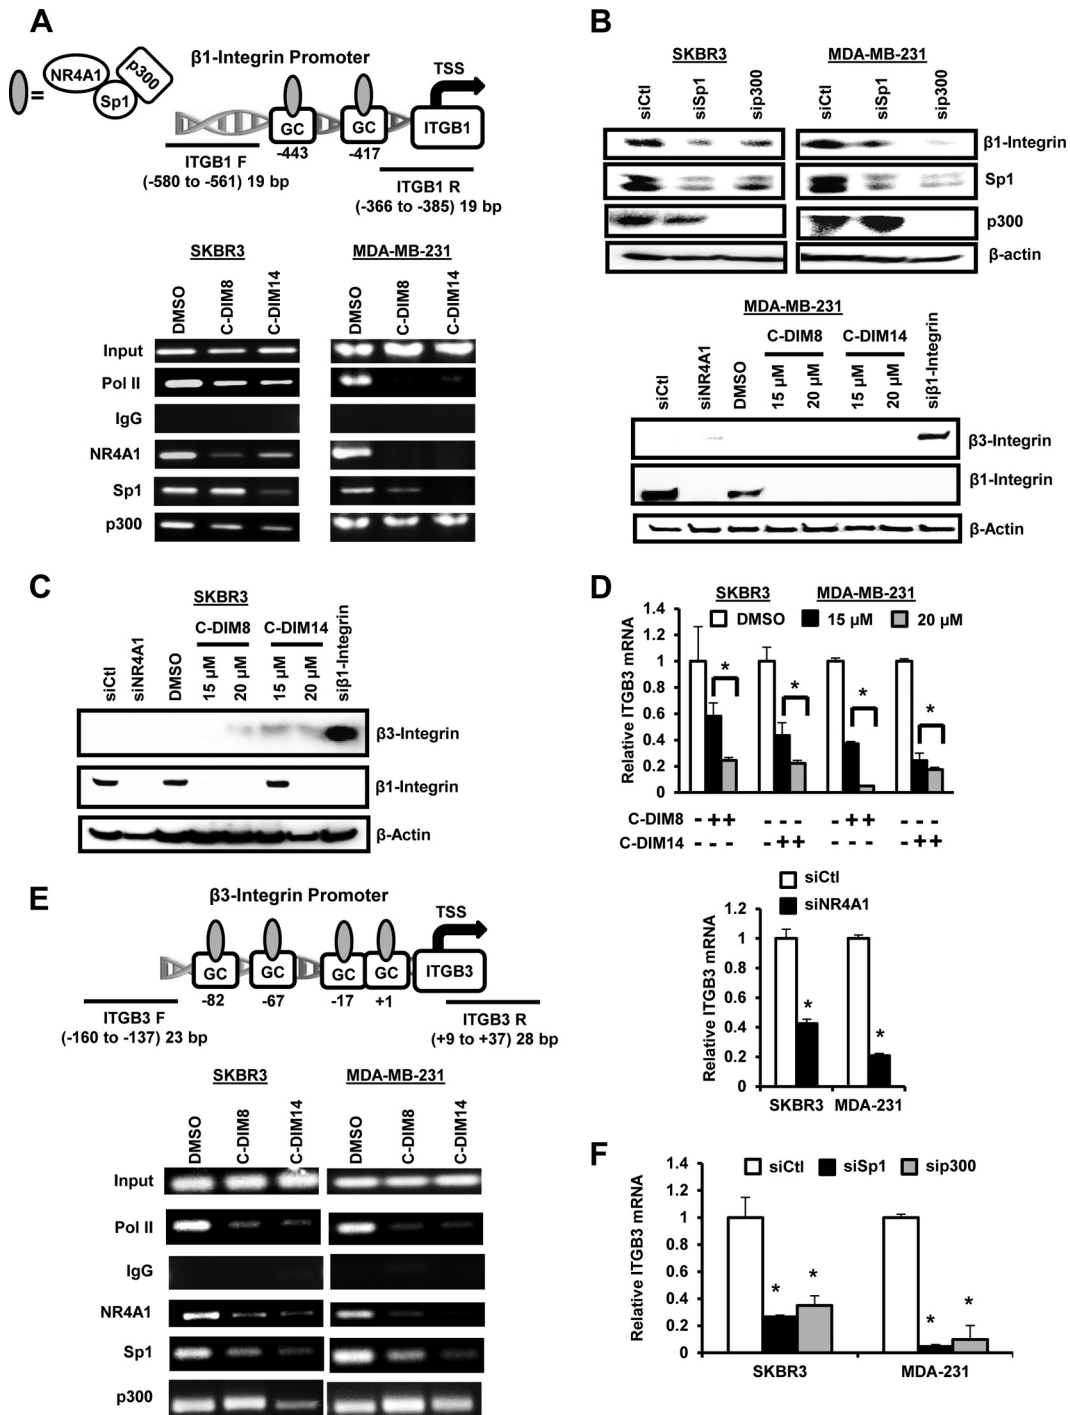 A
NR4A1
p300
Sp1
=
β1-Integrin Promoter
TSS
GC
GC
ITGB1
-443
-417
ITGB1 F
(-580 to -561) 19 bp
ITGB1 R
(-366 to -385) 19 bp
SKBR3
MDA-MB-231
DMSO
C-DIM8
C-DIM14
DMSO
C-DIM8
C-DIM14
Input
Pol II
IgG
NR4A1
Sp1
p300
B
SKBR3
MDA-MB-231
siCtl
siSp1
sip300
siCtl
siSp1
sip300
β1-Integrin
Sp1
p300
β-actin
MDA-MB-231
C-DIM8
C-DIM14
siCtl
siNR4A1
DMSO
15 µM
20 µM
15 µM
20 µM
siβ1-Integrin
β3-Integrin
β1-Integrin
β-Actin
C
SKBR3
C-DIM8
C-DIM14
siCtl
siNR4A1
DMSO
15 µM
20 µM
15 µM
20 µM
siβ1-Integrin
β3-Integrin
β1-Integrin
β-Actin
D
SKBR3
MDA-MB-231
DMSO
15 µM
20 µM
Relative ITGB3 mRNA
1.4
1.2
1
0.8
0.6
0.4
0.2
0
*
*
*
*
C-DIM8 - + + - - - - + + - - -
C-DIM14 - - - - + + - - - - + +
siCtl
siNR4A1
Relative ITGB3 mRNA
1.2
1
0.8
0.6
0.4
0.2
0
*
*
SKBR3
MDA-231
E
β3-Integrin Promoter
TSS
GC
GC
GC
GC
ITGB3
-82
-67
-17
+1
ITGB3 F
(-160 to -137) 23 bp
ITGB3 R
(+9 to +37) 28 bp
SKBR3
MDA-MB-231
DMSO
C-DIM8
C-DIM14
DMSO
C-DIM8
C-DIM14
Input
Pol II
IgG
NR4A1
Sp1
p300
F
siCtl
siSp1
sip300
Relative ITGB3 mRNA
1.4
1.2
1
0.8
0.6
0.4
0.2
0
*
*
*
*
SKBR3
MDA-231